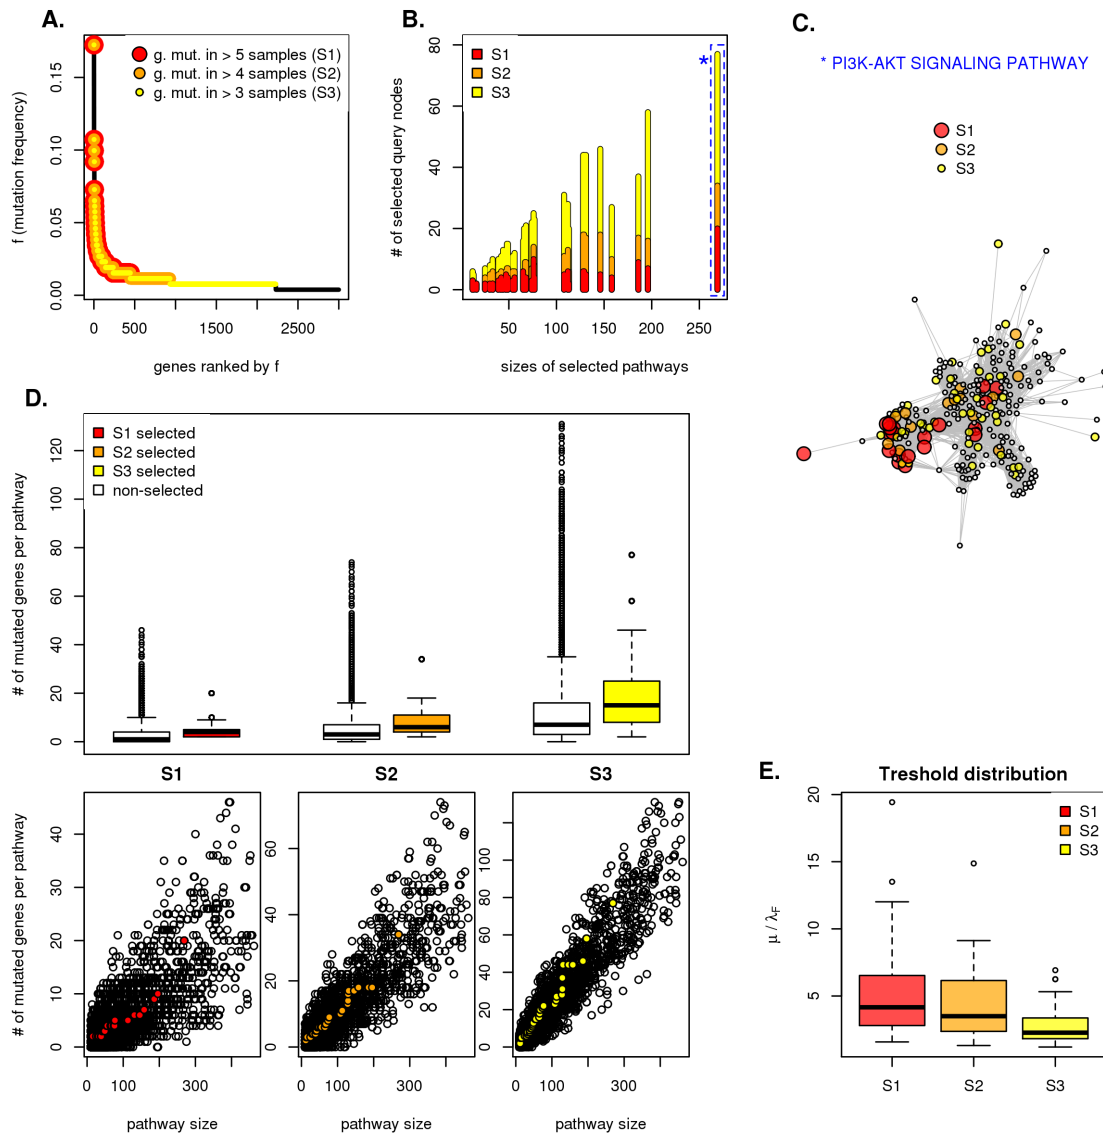 A.
g. mut. in > 5 samples (S1)
g. mut. in > 4 samples (S2)
g. mut. in > 3 samples (S3)
f (mutation frequency)
0.00 0.05 0.10 0.15
0 500 1500 2500
genes ranked by f
B.
S1
S2
S3
*
# of selected query nodes
0 20 40 60 80
50 100 150 200 250
sizes of selected pathways
C.
* PI3K-AKT SIGNALING PATHWAY
S1
S2
S3
D.
S1 selected
S2 selected
S3 selected
non-selected
# of mutated genes per pathway
0 20 40 60 80 100 120
S1 S2 S3
# of mutated genes per pathway
0 10 20 30 40
0 100 300
pathway size
0 20 40 60
0 100 300
pathway size
0 20 40 60 80 100
0 100 300
pathway size
E.
Treshold distribution
S1
S2
S3
μ / λF
5 10 15 20
S1 S2 S3